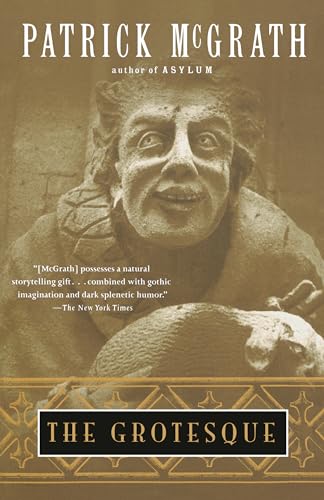 PATRICK McGRATH
author of ASYLUM
"[McGrath] possesses a natural
storytelling gift. . . combined with gothic
imagination and dark splenetic humor."
—The New York Times
THE GROTESQUE